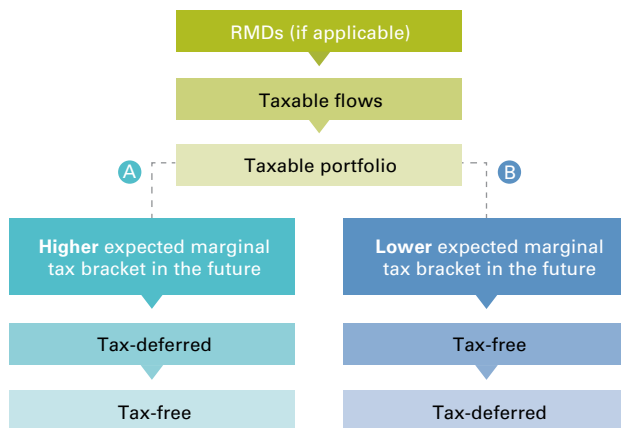 RMDs (if applicable)
Taxable flows
Taxable portfolio
A
B
Higher expected marginal
tax bracket in the future
Tax-deferred
Tax-free
Lower expected marginal
tax bracket in the future
Tax-free
Tax-deferred